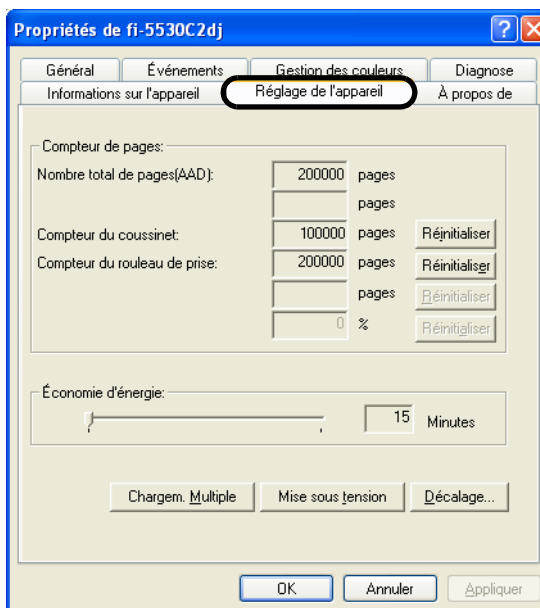 Propriétés de fi-5530C2dj
Général Événements Gestion des couleurs Diagnose
Informations sur l'appareil Réglage de l'appareil À propos de
Compteur de pages:
Nombre total de pages(AAD): 200000 pages
pages
Compteur du coussinet: 100000 pages Réinitialiser
Compteur du rouleau de prise: 200000 pages Réinitialiser
pages Réinitialiser
0 % Réinitialiser
Économie d'énergie:
15 Minutes
Chargem. Multiple Mise sous tension Décalage...
OK Annuler Appliquer